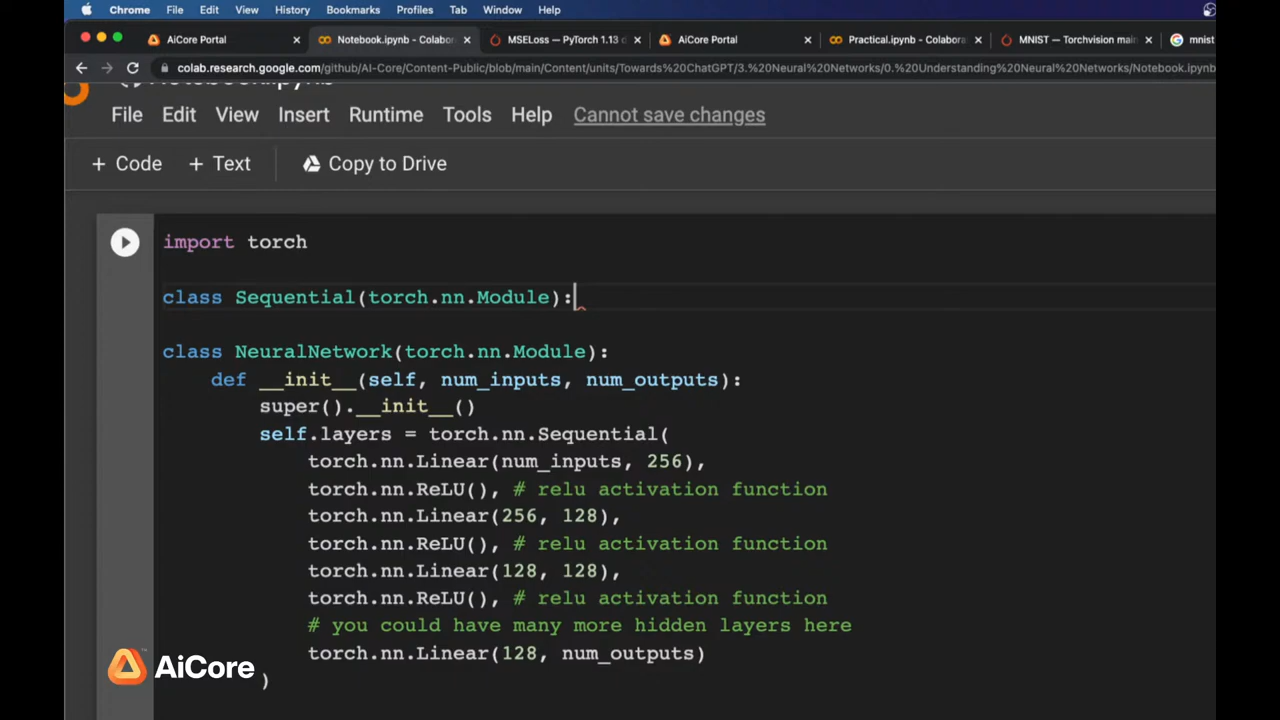 Chrome File Edit View History Bookmarks Profiles Tab Window Help
AiCore Portal Notebook.ipynb - Colabor MSELoss — PyTorch 1.13 d AiCore Portal Practical.ipynb - Colabora MNIST — Torchvision mai mnist
colab.research.google.com/github/AI-Core/Content-Public/blob/main/Content/units/Towards%20ChatGPT/3.%20Neural%20Networks/0.%20Understanding%20Neural%20Networks/Notebook.ipynb
Notebook.ipynb
File Edit View Insert Runtime Tools Help Cannot save changes
+ Code + Text Copy to Drive
import torch
class Sequential(torch.nn.Module):
class NeuralNetwork(torch.nn.Module):
def __init__(self, num_inputs, num_outputs):
super().__init__()
self.layers = torch.nn.Sequential(
torch.nn.Linear(num_inputs, 256),
torch.nn.ReLU(), # relu activation function
torch.nn.Linear(256, 128),
torch.nn.ReLU(), # relu activation function
torch.nn.Linear(128, 128),
torch.nn.ReLU(), # relu activation function
# you could have many more hidden layers here
torch.nn.Linear(128, num_outputs)
)
AiCore™